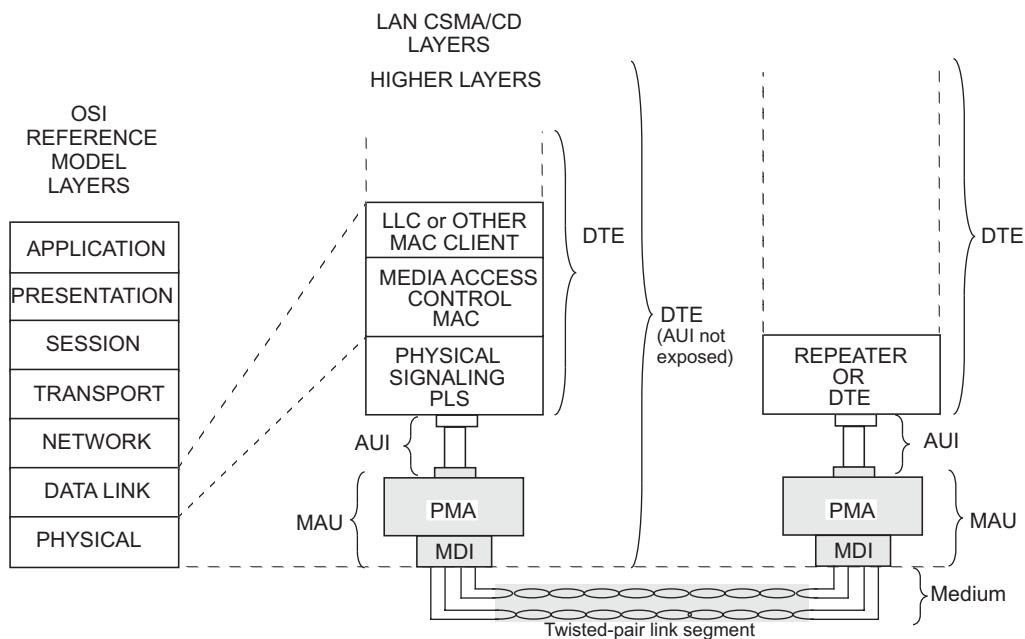 LAN CSMA/CD
LAYERS
HIGHER LAYERS
OSI
REFERENCE
MODEL
LAYERS
APPLICATION
PRESENTATION
SESSION
TRANSPORT
NETWORK
DATA LINK
PHYSICAL
LLC or OTHER
MAC CLIENT
MEDIA ACCESS
CONTROL
MAC
PHYSICAL
SIGNALING
PLS
DTE
DTE
(AUI not
exposed)
AUI
MAU
PMA
MDI
REPEATER
OR
DTE
DTE
AUI
PMA
MAU
MDI
Medium
Twisted-pair link segment